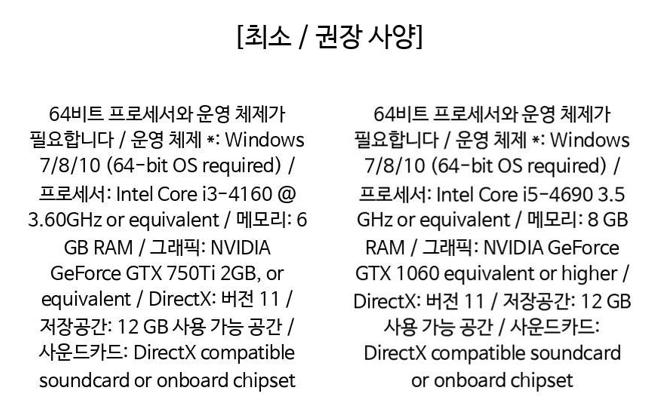 [최소 / 권장 사양]
64비트 프로세서와 운영 체제가
필요합니다 / 운영 체제 *: Windows
7/8/10 (64-bit OS required) /
프로세서: Intel Core i3-4160 @
3.60GHz or equivalent / 메모리: 6
GB RAM / 그래픽: NVIDIA
GeForce GTX 750Ti 2GB, or
equivalent / DirectX: 버전 11 /
저장공간: 12 GB 사용 가능 공간 /
사운드카드: DirectX compatible
soundcard or onboard chipset
64비트 프로세서와 운영 체제가
필요합니다 / 운영 체제 *: Windows
7/8/10 (64-bit OS required) /
프로세서: Intel Core i5-4690 3.5
GHz or equivalent / 메모리: 8 GB
RAM / 그래픽: NVIDIA GeForce
GTX 1060 equivalent or higher /
DirectX: 버전 11 / 저장공간: 12 GB
사용 가능 공간 / 사운드카드:
DirectX compatible soundcard
or onboard chipset